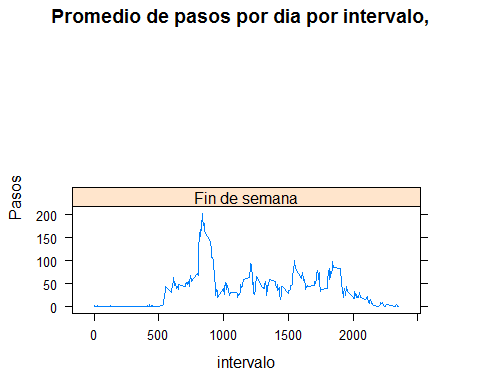 Promedio de pasos por dia por intervalo,
Pasos
Fin de semana
200
150
100
50
0
0
500
1000
1500
2000
intervalo